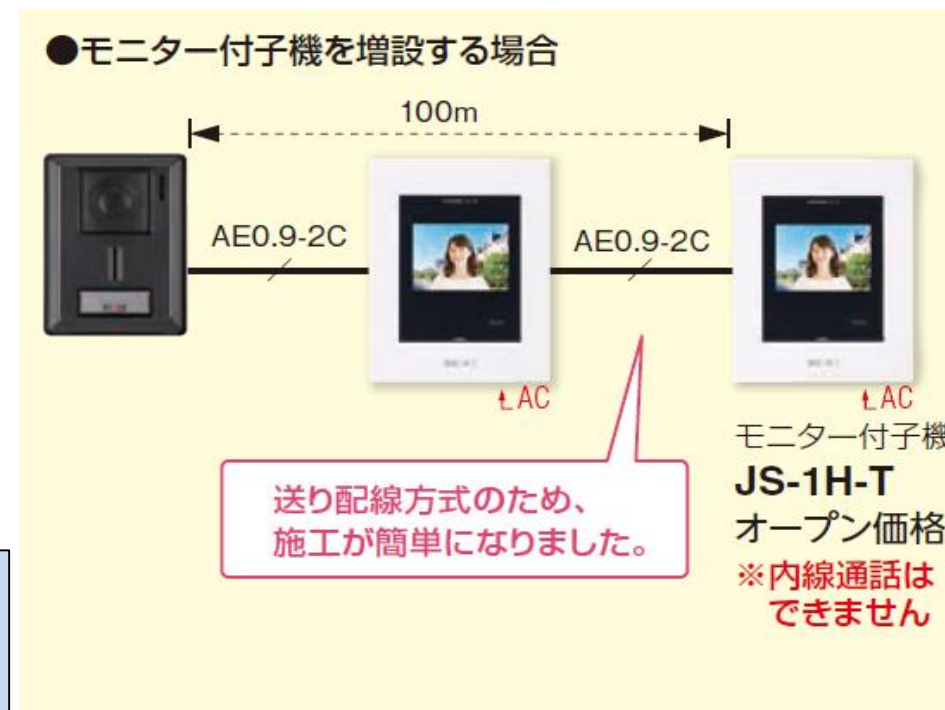 ●モニター付子機を増設する場合
100m
AE0.9-2C
AE0.9-2C
AC
AC
モニター付子機
JS-1H-T
オープン価格
※内線通話は
できません
送り配線方式のため、
施工が簡単になりました。